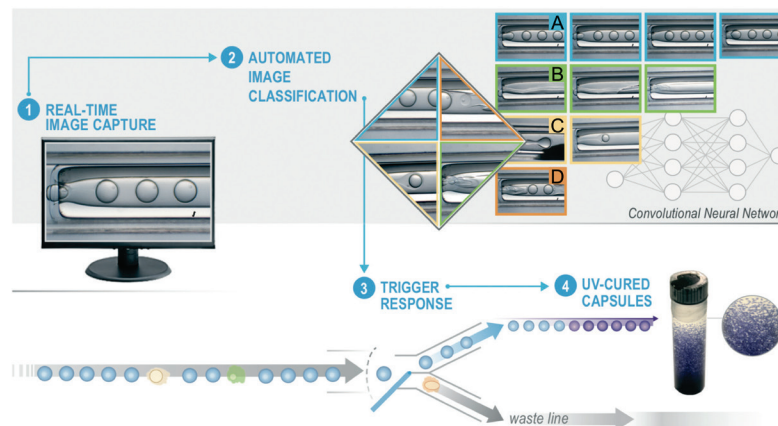 1 REAL-TIME
IMAGE CAPTURE
2 AUTOMATED
IMAGE
CLASSIFICATION
A
B
C
D
Convolutional Neural Network
3 TRIGGER
RESPONSE
4 UV-CURED
CAPSULES
waste line